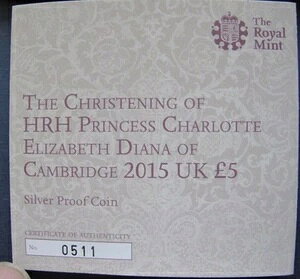 The
Royal
Mint
THE CHRISTENING OF
HRH PRINCESS CHARLOTTE
ELIZABETH DIANA OF
CAMBRIDGE 2015 UK £5
Silver Proof Coin
CERTIFICATE OF AUTHENTICITY
No. 0511